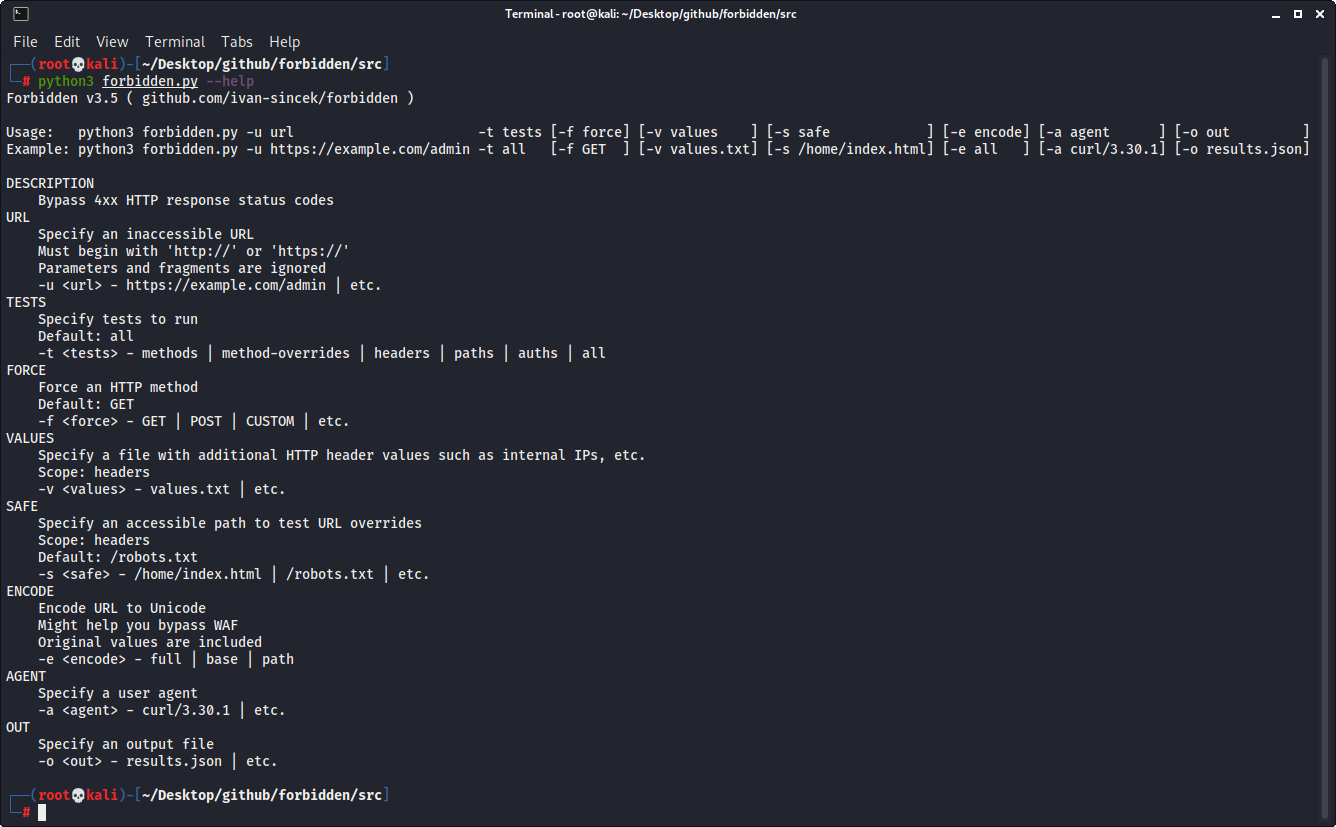 Terminal - root@kali: ~/Desktop/github/forbidden/src
File Edit View Terminal Tabs Help
┌──(root💀kali)-[~/Desktop/github/forbidden/src]
└─# python3 forbidden.py --help
Forbidden v3.5 ( github.com/ivan-sincek/forbidden )

Usage:   python3 forbidden.py -u url                       -t tests [-f force] [-v values    ] [-s safe            ] [-e encode] [-a agent      ] [-o out         ]
Example: python3 forbidden.py -u https://example.com/admin -t all   [-f GET  ] [-v values.txt] [-s /home/index.html] [-e all   ] [-a curl/3.30.1] [-o results.json]

DESCRIPTION
    Bypass 4xx HTTP response status codes
URL
    Specify an inaccessible URL
    Must begin with 'http://' or 'https://'
    Parameters and fragments are ignored
    -u <url> - https://example.com/admin | etc.
TESTS
    Specify tests to run
    Default: all
    -t <tests> - methods | method-overrides | headers | paths | auths | all
FORCE
    Force an HTTP method
    Default: GET
    -f <force> - GET | POST | CUSTOM | etc.
VALUES
    Specify a file with additional HTTP header values such as internal IPs, etc.
    Scope: headers
    -v <values> - values.txt | etc.
SAFE
    Specify an accessible path to test URL overrides
    Scope: headers
    Default: /robots.txt
    -s <safe> - /home/index.html | /robots.txt | etc.
ENCODE
    Encode URL to Unicode
    Might help you bypass WAF
    Original values are included
    -e <encode> - full | base | path
AGENT
    Specify a user agent
    -a <agent> - curl/3.30.1 | etc.
OUT
    Specify an output file
    -o <out> - results.json | etc.

┌──(root💀kali)-[~/Desktop/github/forbidden/src]
└─#